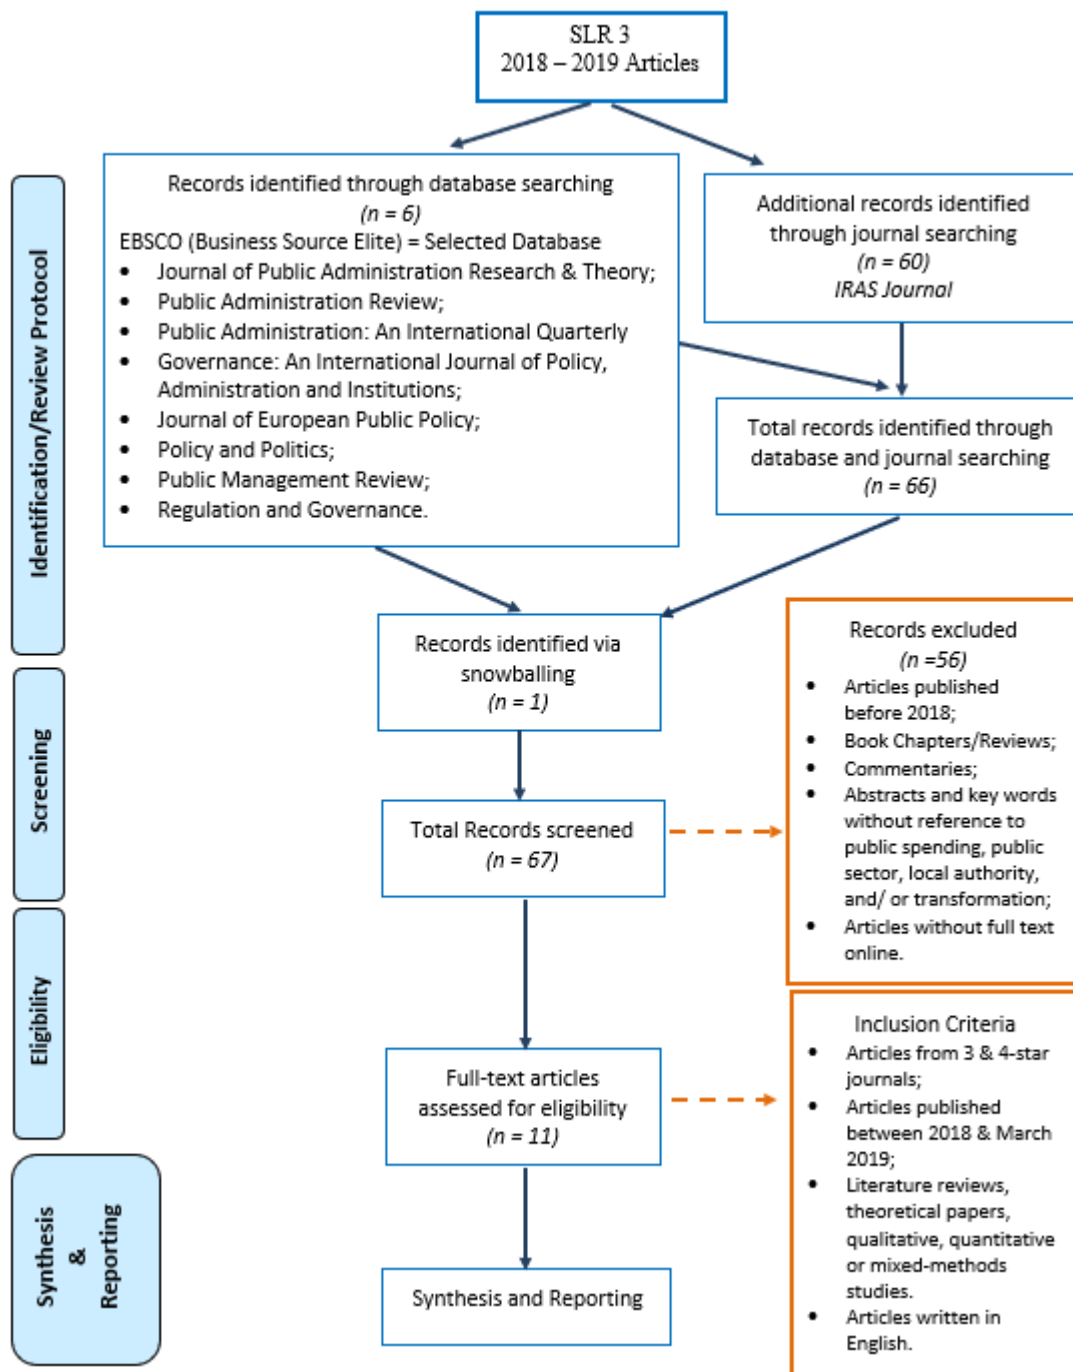 SLR 3
2018 – 2019 Articles
Identification/Review Protocol
Records identified through database searching
(n = 6)
EBSCO (Business Source Elite) = Selected Database
• Journal of Public Administration Research & Theory;
• Public Administration Review;
• Public Administration: An International Quarterly
• Governance: An International Journal of Policy,
Administration and Institutions;
• Journal of European Public Policy;
• Policy and Politics;
• Public Management Review;
• Regulation and Governance.
Additional records identified
through journal searching
(n = 60)
IRAS Journal
Total records identified through
database and journal searching
(n = 66)
Records identified via
snowballing
(n = 1)
Screening
Total Records screened
(n = 67)
Records excluded
(n =56)
• Articles published
before 2018;
• Book Chapters/Reviews;
• Commentaries;
• Abstracts and key words
without reference to
public spending, public
sector, local authority,
and/ or transformation;
• Articles without full text
online.
Eligibility
Full-text articles
assessed for eligibility
(n = 11)
Inclusion Criteria
• Articles from 3 & 4-star
journals;
• Articles published
between 2018 & March
2019;
• Literature reviews,
theoretical papers,
qualitative, quantitative
or mixed-methods
studies.
• Articles written in
English.
Synthesis
&
Reporting
Synthesis and Reporting